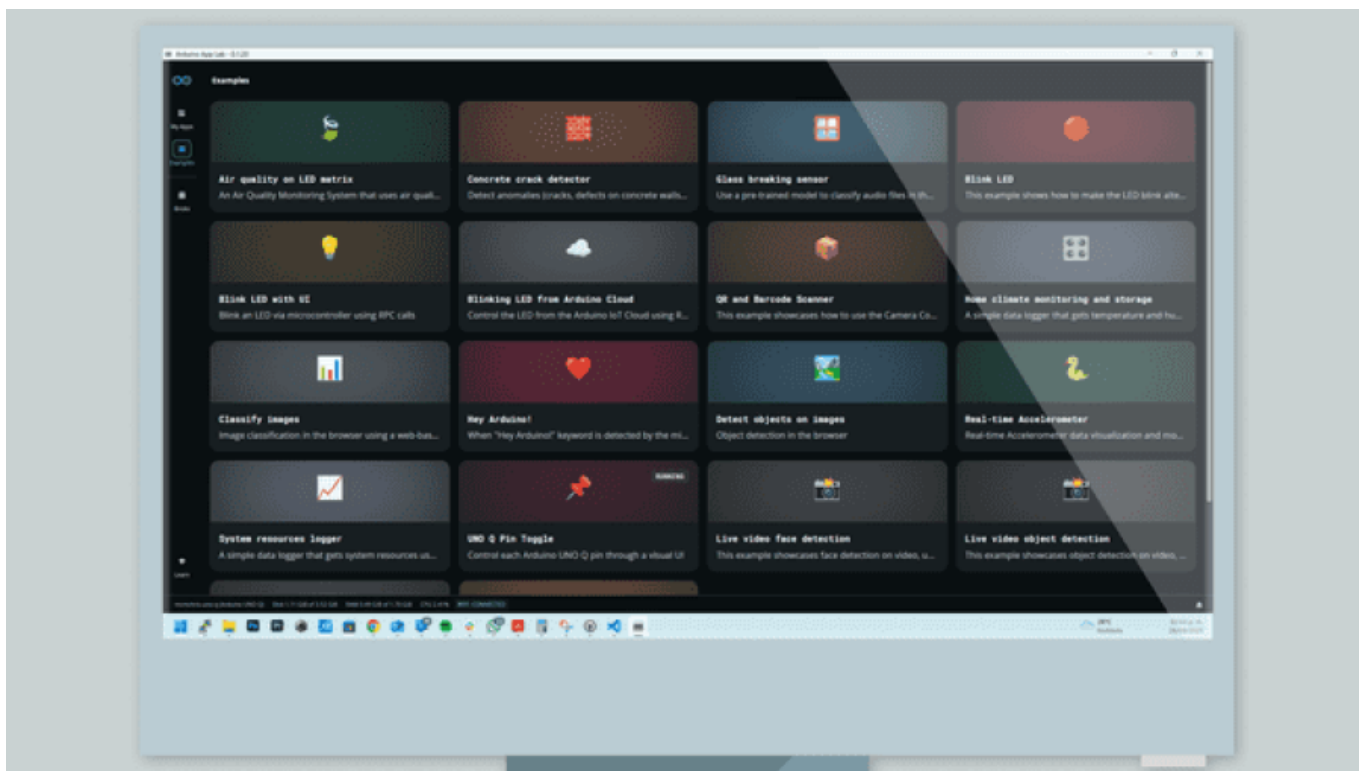 Arduino App Lab - 0.1.20
Examples
My Apps
Examples
Bricks
Learn
Air quality on LED matrix
An Air Quality Monitoring System that uses air quali...
Concrete crack detector
Detect anomalies (cracks, defects on concrete walls...
Glass breaking sensor
Use a pre-trained model to classify audio files in th...
Blink LED
This example shows how to make the LED blink alte...
Blink LED with UI
Blink an LED via microcontroller using RPC calls
Blinking LED from Arduino Cloud
Control the LED from the Arduino IoT Cloud using R...
QR and Barcode Scanner
This example showcases how to use the Camera Co...
Home climate monitoring and storage
A simple data logger that gets temperature and hu...
Classify images
Image classification in the browser using a web-bas...
Hey Arduino!
When "Hey Arduino!" keyword is detected by the mi...
Detect objects on images
Object detection in the browser
Real-time Accelerometer
Real-time Accelerometer data visualization and mo...
System resources logger
A simple data logger that gets system resources us...
RUNNING
UNO Q Pin Toggle
Control each Arduino UNO Q pin through a visual UI
Live video face detection
This example showcases face detection on video, u...
Live video object detection
This example showcases object detection on video, ...
WIFI: CONNECTED